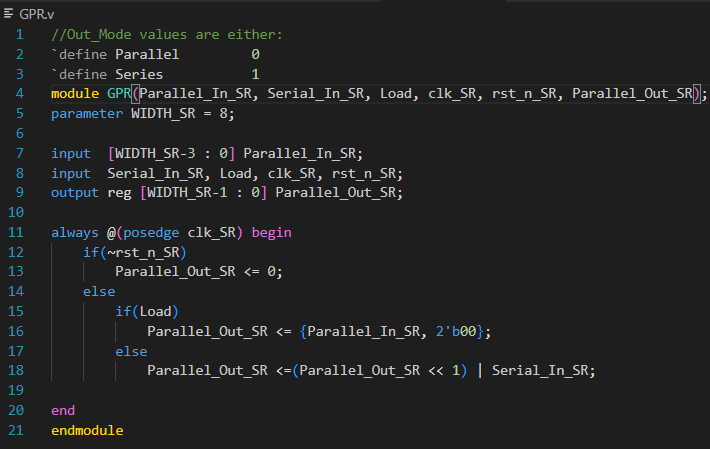 GPR.v
1 //Out_Mode values are either:
2 `define Parallel 0
3 `define Series 1
4 module GPR(Parallel_In_SR, Serial_In_SR, Load, clk_SR, rst_n_SR, Parallel_Out_SR);
5 parameter WIDTH_SR = 8;
6
7 input [WIDTH_SR-3 : 0] Parallel_In_SR;
8 input Serial_In_SR, Load, clk_SR, rst_n_SR;
9 output reg [WIDTH_SR-1 : 0] Parallel_Out_SR;
10
11 always @(posedge clk_SR) begin
12 if(~rst_n_SR)
13 Parallel_Out_SR <= 0;
14 else
15 if(Load)
16 Parallel_Out_SR <= {Parallel_In_SR, 2'b00};
17 else
18 Parallel_Out_SR <=(Parallel_Out_SR << 1) | Serial_In_SR;
19
20 end
21 endmodule